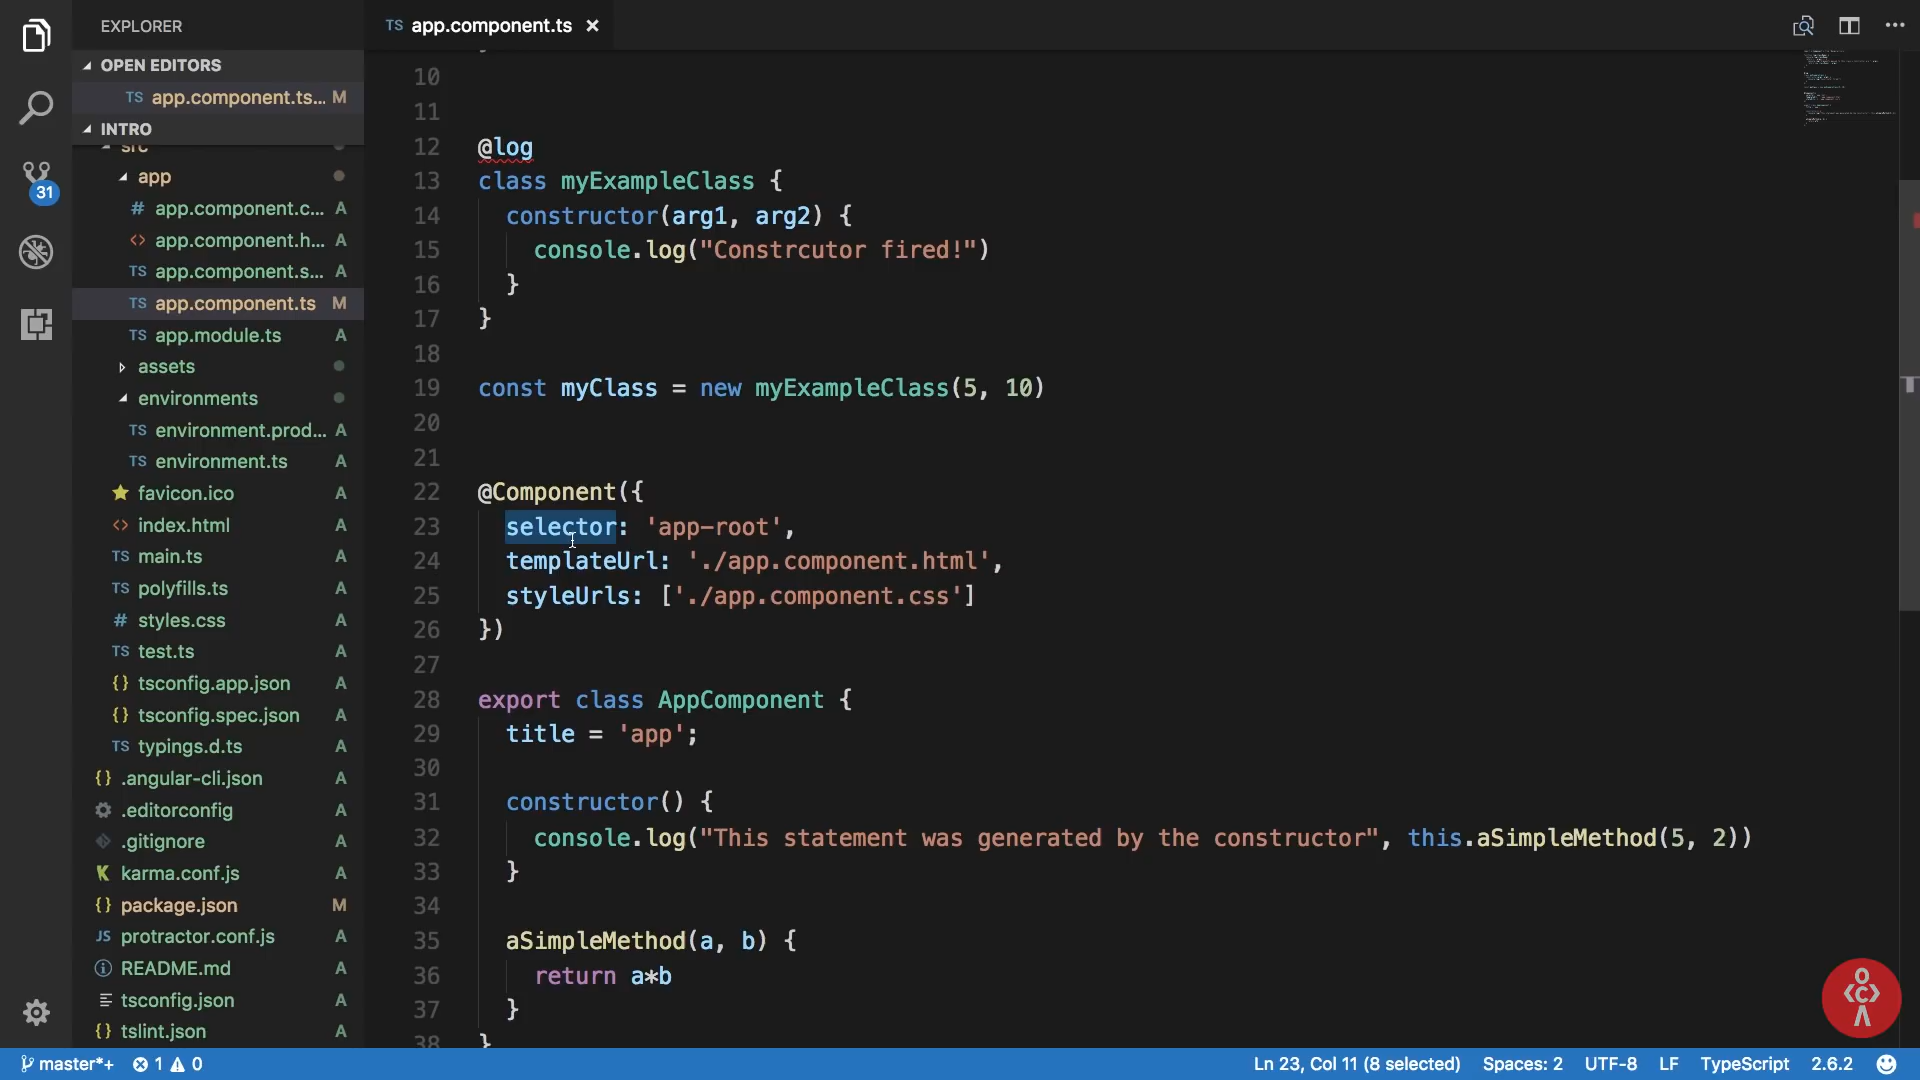 EXPLORER
OPEN EDITORS
TS app.component.ts... M
INTRO
src
app
# app.component.c... A
<> app.component.h... A
TS app.component.s... A
TS app.component.ts M
TS app.module.ts A
assets
environments
TS environment.prod... A
TS environment.ts A
favicon.ico A
<> index.html A
TS main.ts A
TS polyfills.ts A
# styles.css A
TS test.ts A
{} tsconfig.app.json A
{} tsconfig.spec.json A
TS typings.d.ts A
{} .angular-cli.json A
.editorconfig A
.gitignore A
K karma.conf.js A
{} package.json M
JS protractor.conf.js A
README.md A
tsconfig.json A
{} tslint.json A
31
TS app.component.ts ×
10
11
12 @log
13 class myExampleClass {
14 constructor(arg1, arg2) {
15 console.log("Constrcutor fired!")
16 }
17 }
18
19 const myClass = new myExampleClass(5, 10)
20
21
22 @Component({
23 selector: 'app-root',
24 templateUrl: './app.component.html',
25 styleUrls: ['./app.component.css']
26 })
27
28 export class AppComponent {
29 title = 'app';
30
31 constructor() {
32 console.log("This statement was generated by the constructor", this.aSimpleMethod(5, 2))
33 }
34
35 aSimpleMethod(a, b) {
36 return a*b
37 }
38 }
master*+ 1 0
Ln 23, Col 11 (8 selected) Spaces: 2 UTF-8 LF TypeScript 2.6.2